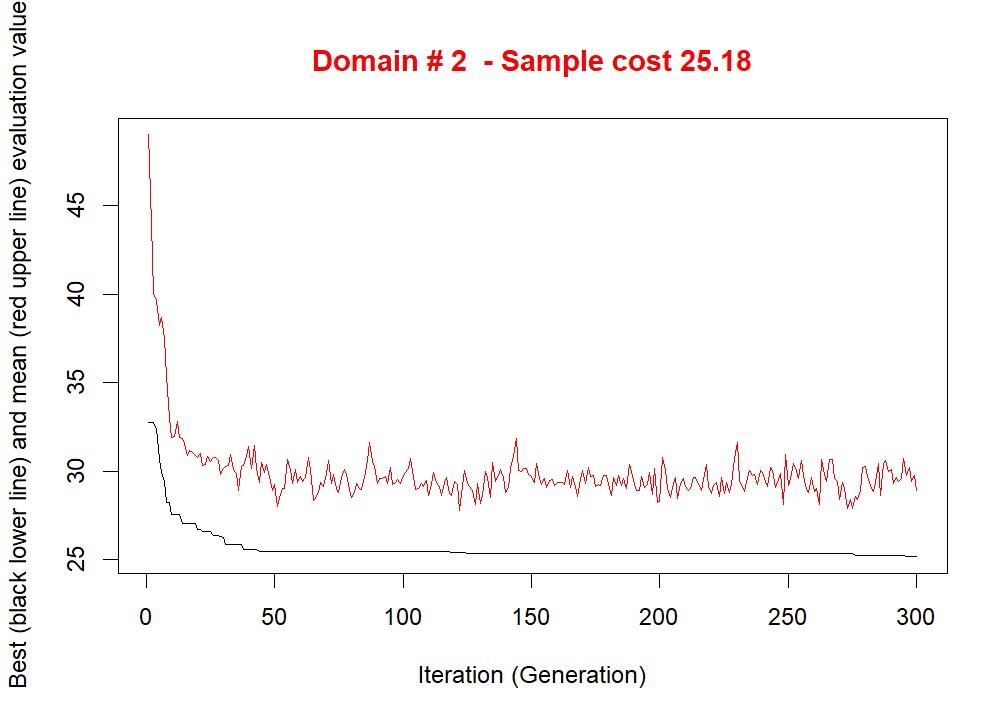 Domain # 2  - Sample cost 25.18
Best (black lower line) and mean (red upper line) evaluation value
45
40
35
30
25
0 50 100 150 200 250 300
Iteration (Generation)